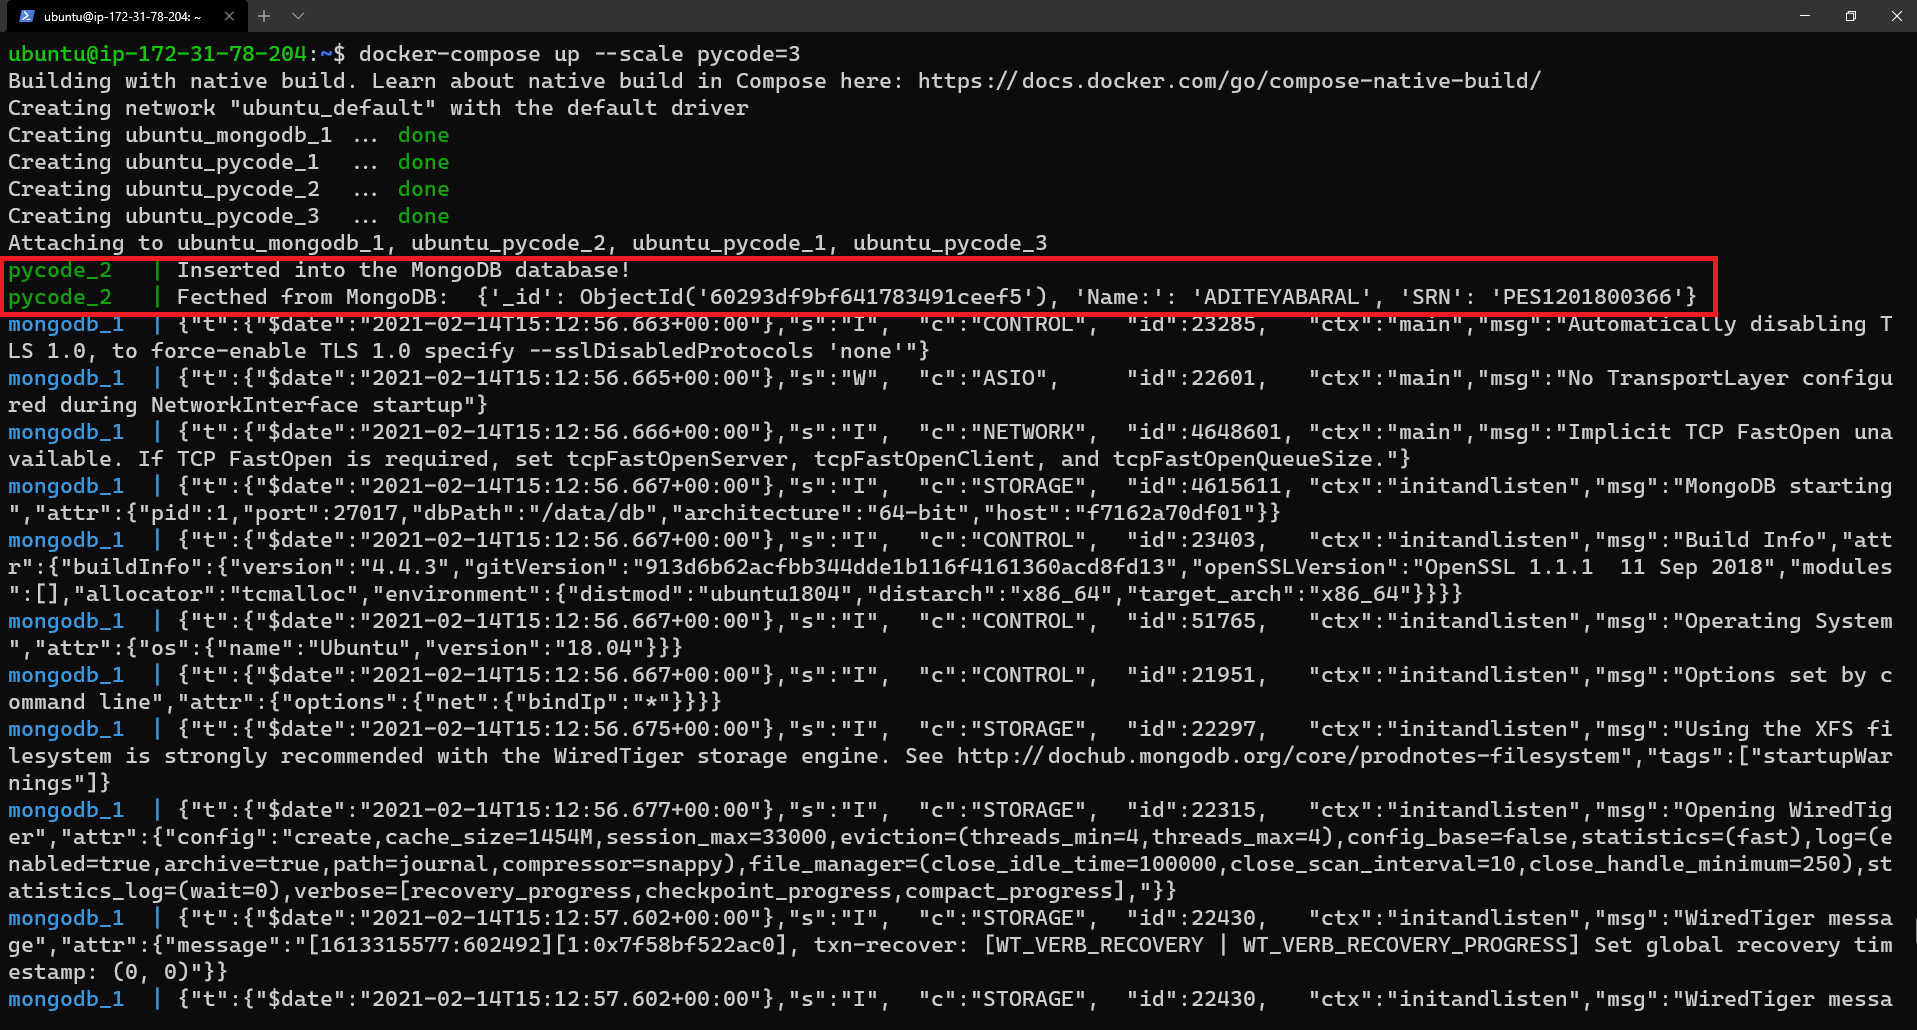 ubuntu@ip-172-31-78-204: ~
ubuntu@ip-172-31-78-204:~$ docker-compose up --scale pycode=3
Building with native build. Learn about native build in Compose here: https://docs.docker.com/go/compose-native-build/
Creating network "ubuntu_default" with the default driver
Creating ubuntu_mongodb_1 ... done
Creating ubuntu_pycode_1  ... done
Creating ubuntu_pycode_2  ... done
Creating ubuntu_pycode_3  ... done
Attaching to ubuntu_mongodb_1, ubuntu_pycode_2, ubuntu_pycode_1, ubuntu_pycode_3
pycode_2   | Inserted into the MongoDB database!
pycode_2   | Fecthed from MongoDB:  {'_id': ObjectId('60293df9bf641783491ceef5'), 'Name:': 'ADITEYABARAL', 'SRN': 'PES1201800366'}
mongodb_1  | {"t":{"$date":"2021-02-14T15:12:56.663+00:00"},"s":"I",  "c":"CONTROL",  "id":23285,   "ctx":"main","msg":"Automatically disabling T
LS 1.0, to force-enable TLS 1.0 specify --sslDisabledProtocols 'none'"}
mongodb_1  | {"t":{"$date":"2021-02-14T15:12:56.665+00:00"},"s":"W",  "c":"ASIO",     "id":22601,   "ctx":"main","msg":"No TransportLayer configu
red during NetworkInterface startup"}
mongodb_1  | {"t":{"$date":"2021-02-14T15:12:56.666+00:00"},"s":"I",  "c":"NETWORK",  "id":4648601, "ctx":"main","msg":"Implicit TCP FastOpen una
vailable. If TCP FastOpen is required, set tcpFastOpenServer, tcpFastOpenClient, and tcpFastOpenQueueSize."}
mongodb_1  | {"t":{"$date":"2021-02-14T15:12:56.667+00:00"},"s":"I",  "c":"STORAGE",  "id":4615611, "ctx":"initandlisten","msg":"MongoDB starting
","attr":{"pid":1,"port":27017,"dbPath":"/data/db","architecture":"64-bit","host":"f7162a70df01"}}
mongodb_1  | {"t":{"$date":"2021-02-14T15:12:56.667+00:00"},"s":"I",  "c":"CONTROL",  "id":23403,   "ctx":"initandlisten","msg":"Build Info","att
r":{"buildInfo":{"version":"4.4.3","gitVersion":"913d6b62acfbb344dde1b116f4161360acd8fd13","openSSLVersion":"OpenSSL 1.1.1  11 Sep 2018","modules
":[],"allocator":"tcmalloc","environment":{"distmod":"ubuntu1804","distarch":"x86_64","target_arch":"x86_64"}}}}
mongodb_1  | {"t":{"$date":"2021-02-14T15:12:56.667+00:00"},"s":"I",  "c":"CONTROL",  "id":51765,   "ctx":"initandlisten","msg":"Operating System
","attr":{"os":{"name":"Ubuntu","version":"18.04"}}}
mongodb_1  | {"t":{"$date":"2021-02-14T15:12:56.667+00:00"},"s":"I",  "c":"CONTROL",  "id":21951,   "ctx":"initandlisten","msg":"Options set by c
ommand line","attr":{"options":{"net":{"bindIp":"*"}}}}
mongodb_1  | {"t":{"$date":"2021-02-14T15:12:56.675+00:00"},"s":"I",  "c":"STORAGE",  "id":22297,   "ctx":"initandlisten","msg":"Using the XFS fi
lesystem is strongly recommended with the WiredTiger storage engine. See http://dochub.mongodb.org/core/prodnotes-filesystem","tags":["startupWar
nings"]}
mongodb_1  | {"t":{"$date":"2021-02-14T15:12:56.677+00:00"},"s":"I",  "c":"STORAGE",  "id":22315,   "ctx":"initandlisten","msg":"Opening WiredTig
er","attr":{"config":"create,cache_size=1454M,session_max=33000,eviction=(threads_min=4,threads_max=4),config_base=false,statistics=(fast),log=(e
nabled=true,archive=true,path=journal,compressor=snappy),file_manager=(close_idle_time=100000,close_scan_interval=10,close_handle_minimum=250),st
atistics_log=(wait=0),verbose=[recovery_progress,checkpoint_progress,compact_progress],"}}
mongodb_1  | {"t":{"$date":"2021-02-14T15:12:57.602+00:00"},"s":"I",  "c":"STORAGE",  "id":22430,   "ctx":"initandlisten","msg":"WiredTiger messa
ge","attr":{"message":"[1613315577:602492][1:0x7f58bf522ac0], txn-recover: [WT_VERB_RECOVERY | WT_VERB_RECOVERY_PROGRESS] Set global recovery tim
estamp: (0, 0)"}}
mongodb_1  | {"t":{"$date":"2021-02-14T15:12:57.602+00:00"},"s":"I",  "c":"STORAGE",  "id":22430,   "ctx":"initandlisten","msg":"WiredTiger messa